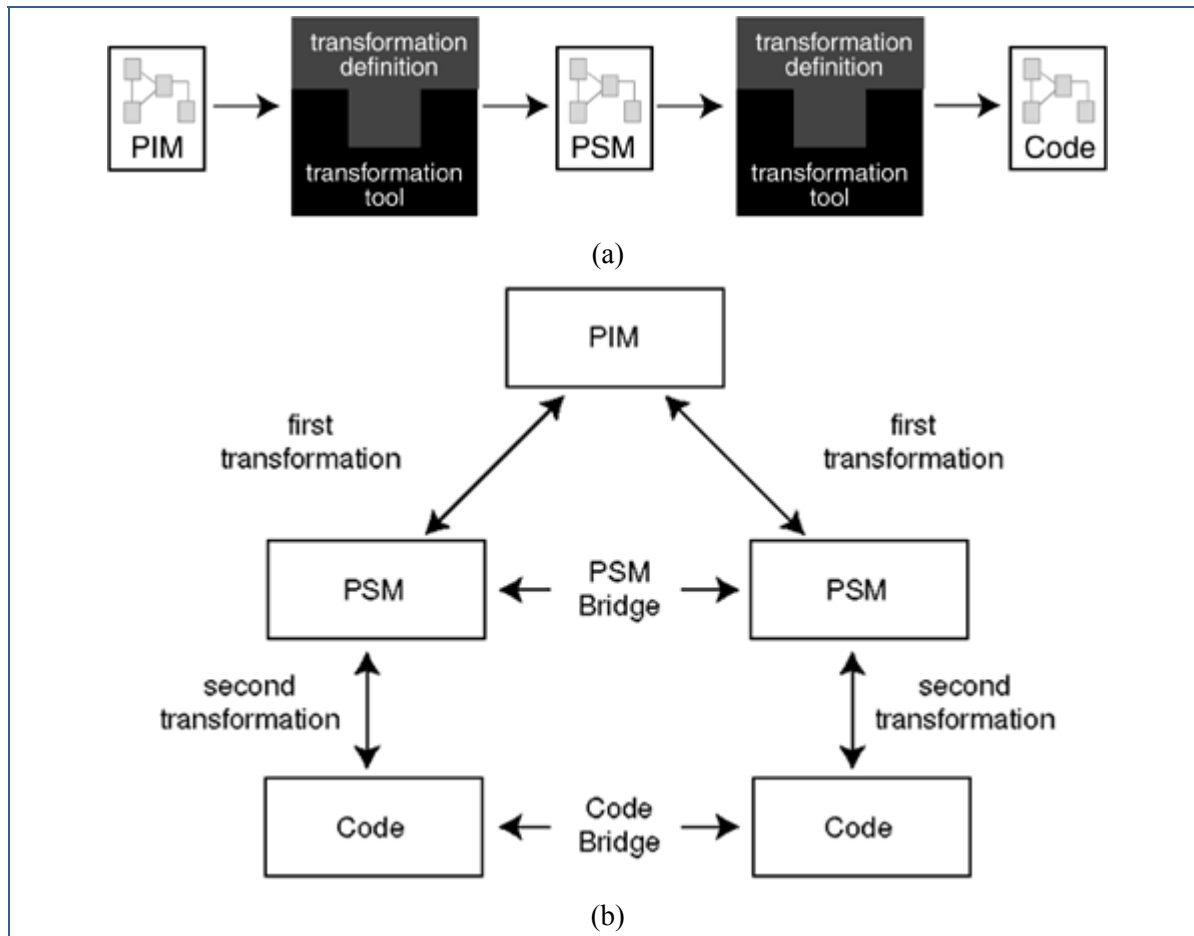 transformation
definition
transformation
definition
PIM
PSM
Code
transformation
tool
transformation
tool
(a)
PIM
first
transformation
first
transformation
PSM
PSM
Bridge
PSM
second
transformation
second
transformation
Code
Code
Bridge
Code
(b)